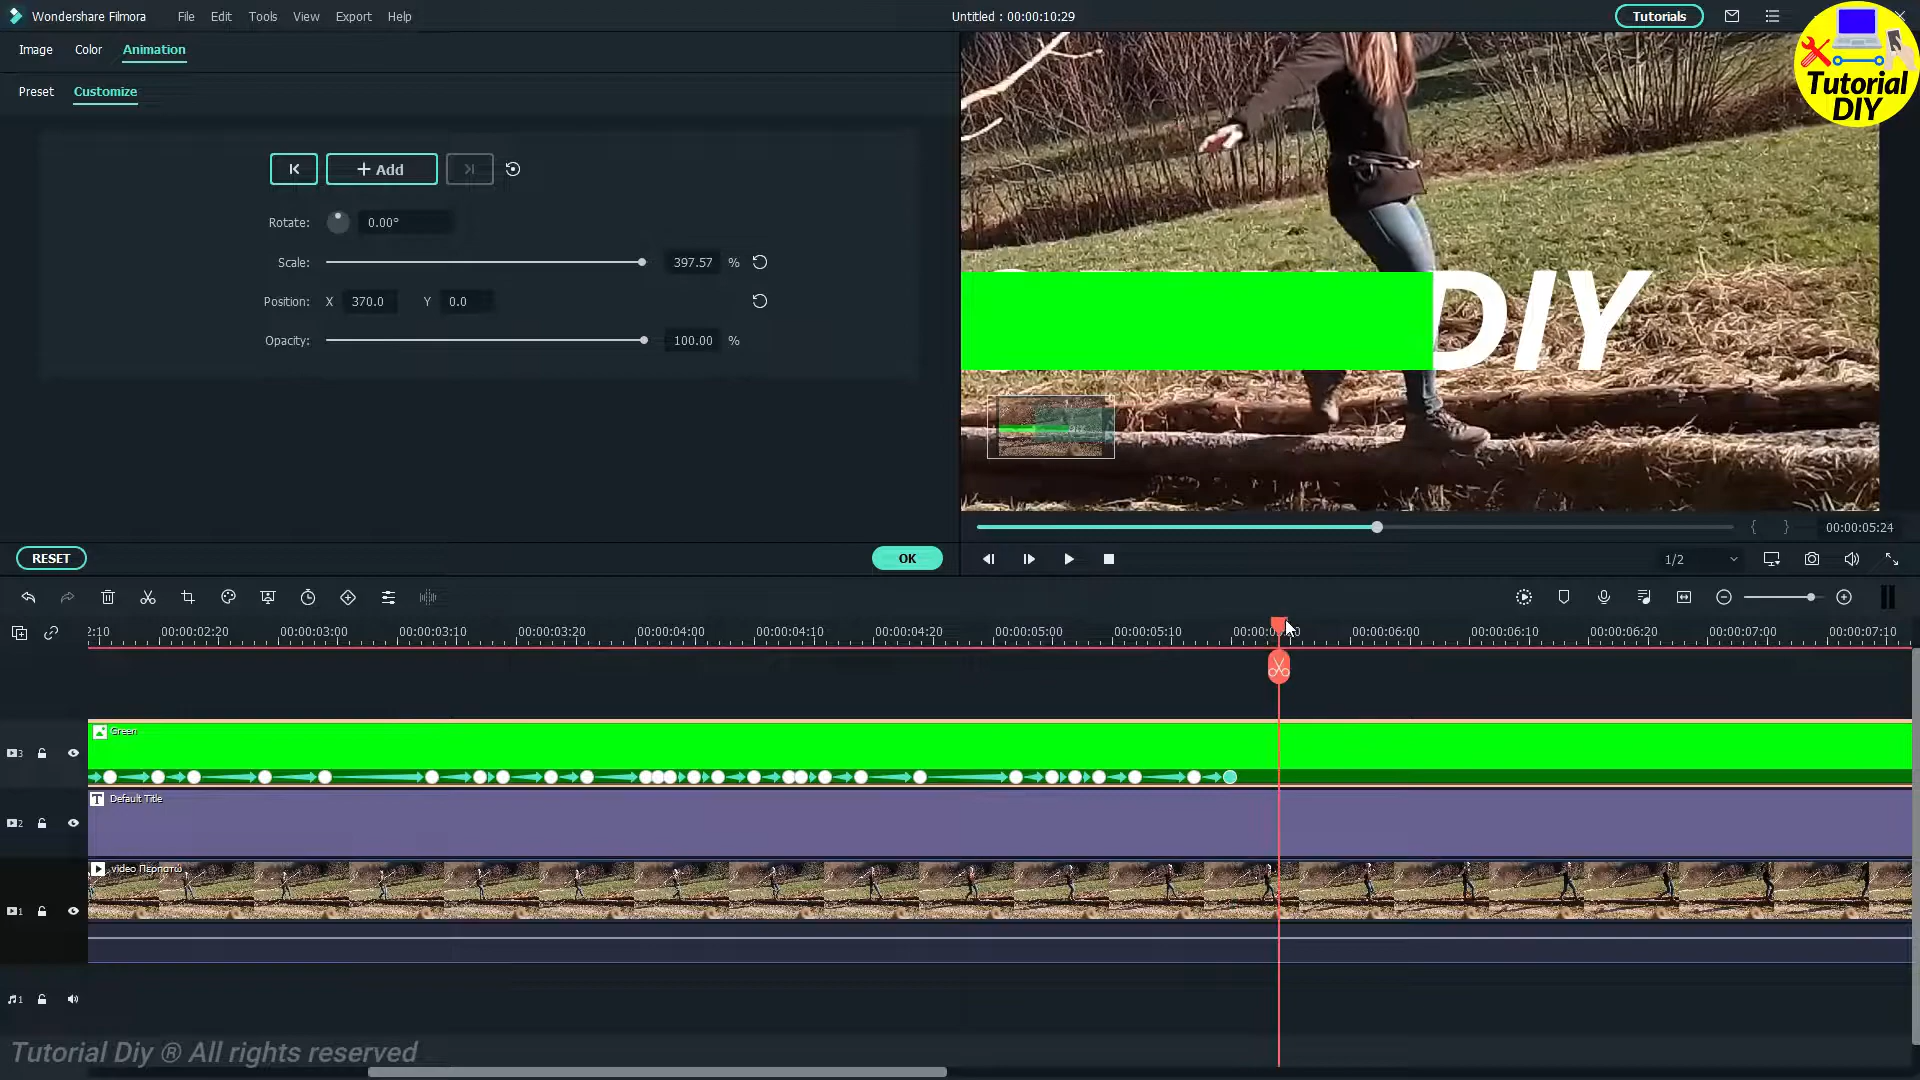 Wondershare Filmora
File
Edit
Tools
View
Export
Help
Untitled : 00:00:10:29
Tutorials
Tutorial
DIY
Image
Color
Animation
Preset
Customize
Add
Rotate:
0.00°
Scale:
397.57
%
Position:
X
370.0
Y
0.0
Opacity:
100.00
%
DIY
RESET
OK
{ }
00:00:05:24
1/2
2:10
00:00:02:20
00:00:03:00
00:00:03:10
00:00:03:20
00:00:04:00
00:00:04:10
00:00:04:20
00:00:05:00
00:00:05:10
00:00:06:00
00:00:06:10
00:00:06:20
00:00:07:00
00:00:07:10
3
Green
2
T Default Title
1
video Περπατώ
1
Tutorial Diy ® All rights reserved